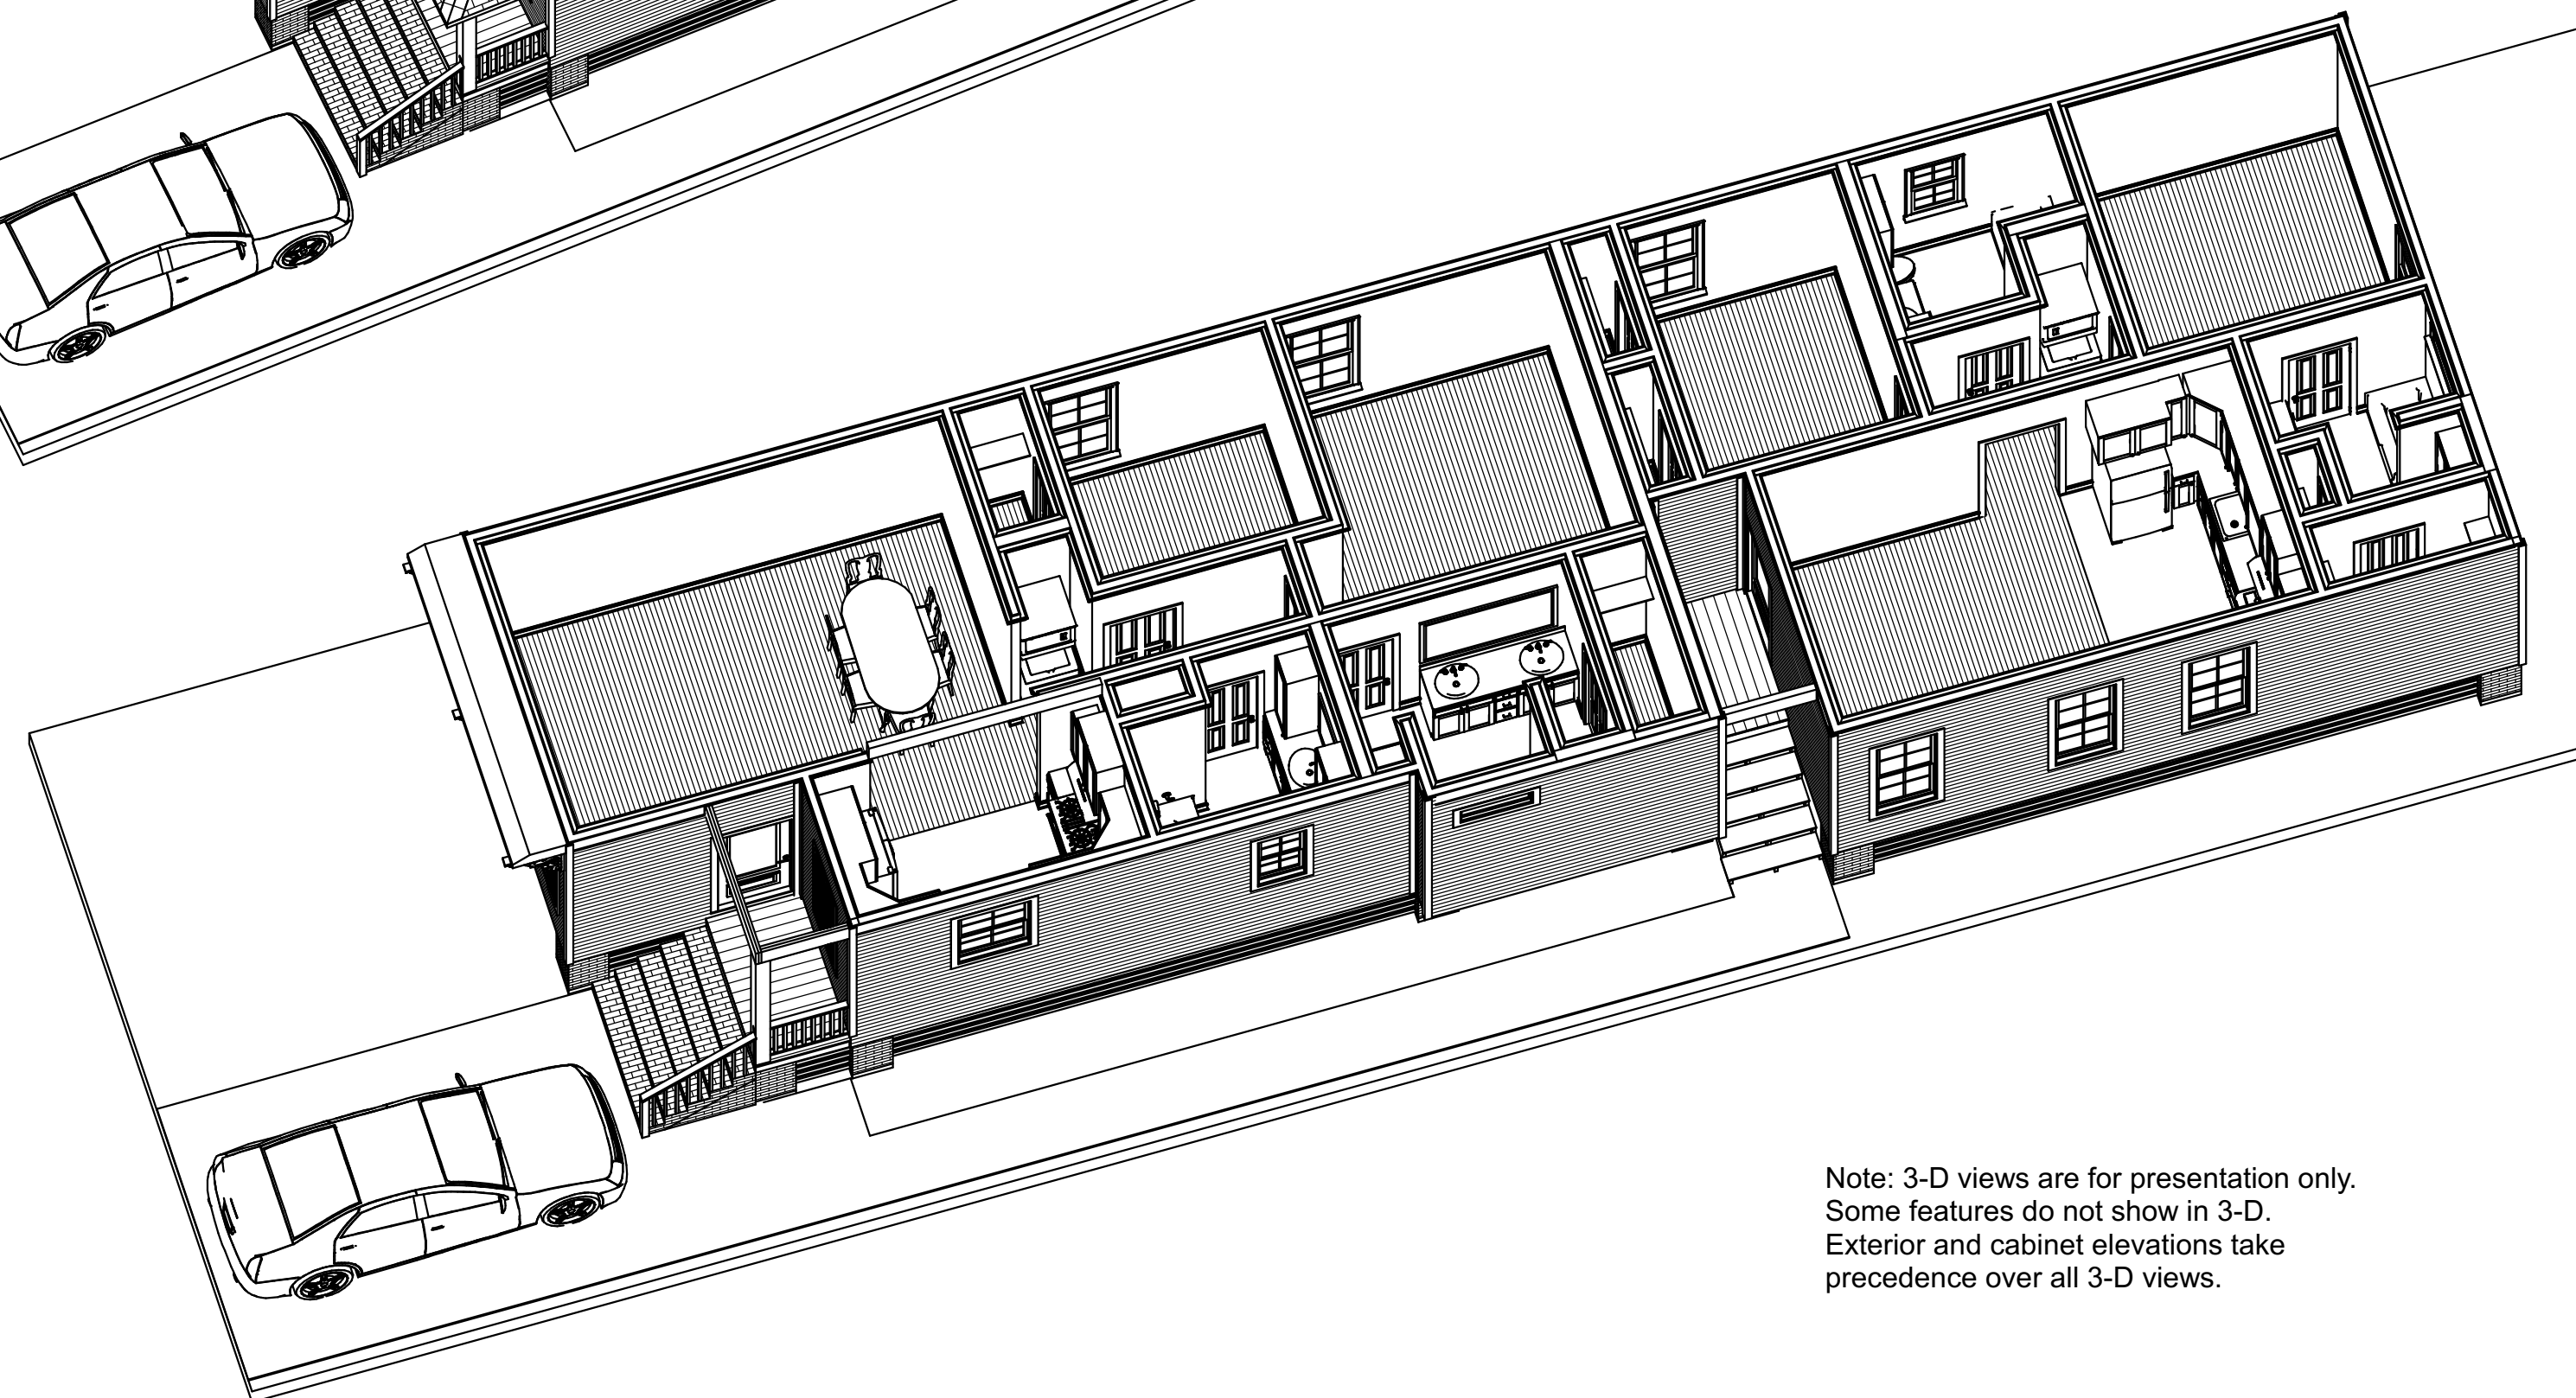 Note: 3-D views are for presentation only.
Some features do not show in 3-D.
Exterior and cabinet elevations take
precedence over all 3-D views.